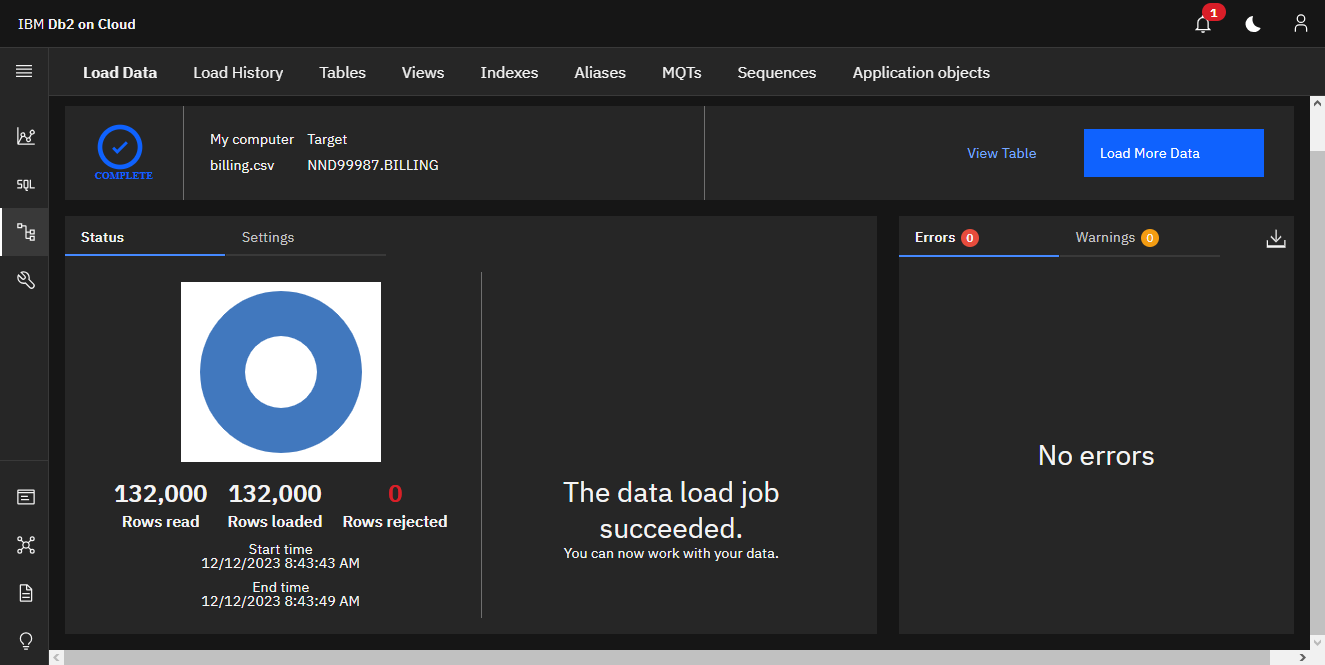 IBM Db2 on Cloud
1
Load Data Load History Tables Views Indexes Aliases MQTs Sequences Application objects
SQL
COMPLETE
My computer Target
billing.csv NND99987.BILLING
View Table
Load More Data
Status Settings
132,000 132,000 0
Rows read Rows loaded Rows rejected
Start time
12/12/2023 8:43:43 AM
End time
12/12/2023 8:43:49 AM
The data load job
succeeded.
You can now work with your data.
Errors 0 Warnings 0
No errors